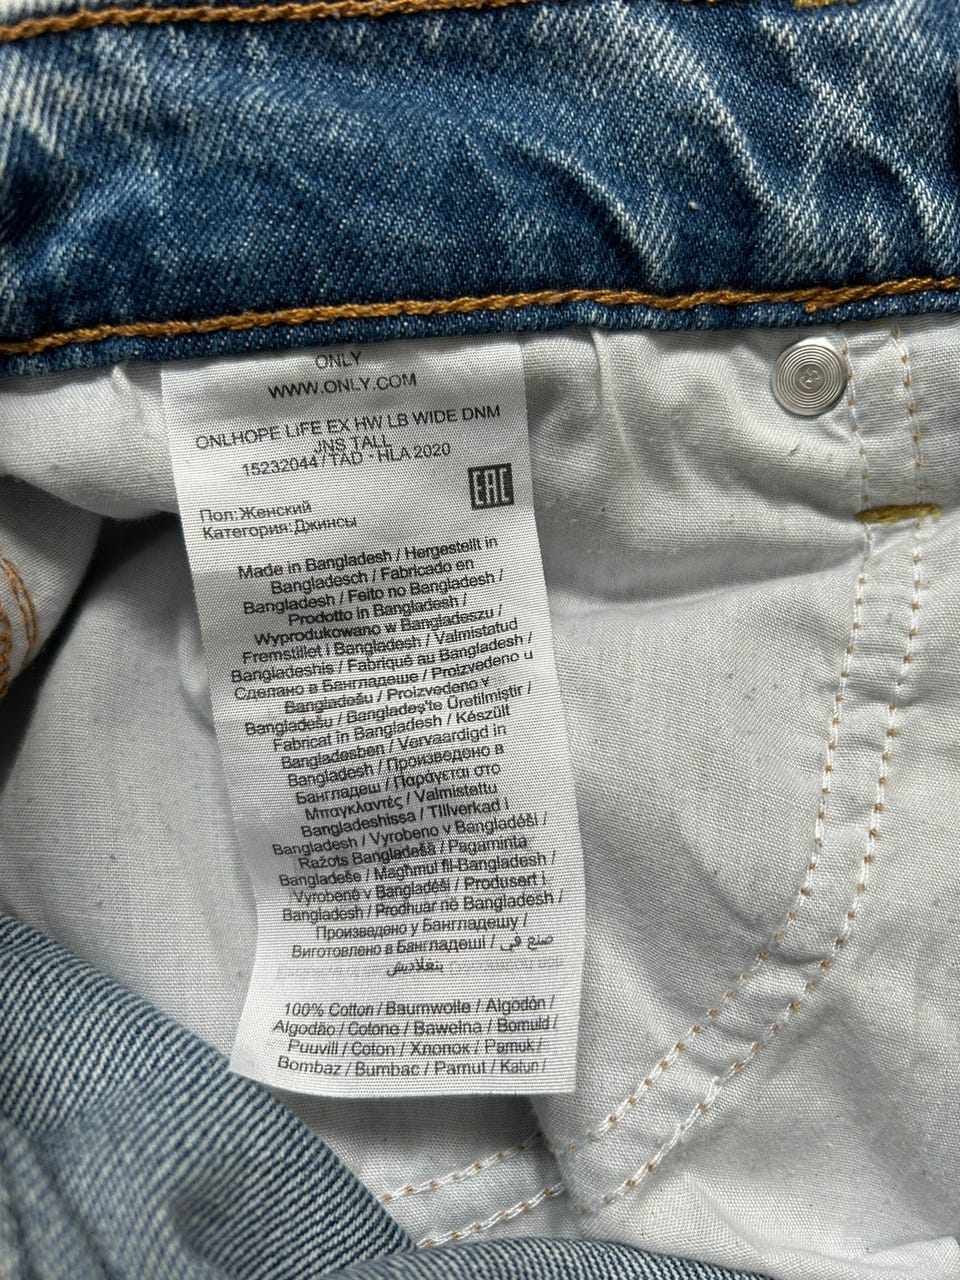 ONLY
WWW.ONLY.COM
ONLHOPE LIFE EX HW LB WIDE DNM
JNS TALL
15232044 / TAD - HLA 2020
EAC
Пол:Женский
Категория:Джинсы
Made in Bangladesh / Hergestellt in
Bangladesch / Fabricado en
Bangladesh / Feito no Bangladesh /
Prodotto in Bangladesh /
Wyprodukowano w Bangladeszu /
Fremstillet i Bangladesh / Valmistatud
Bangladeshis / Fabriqué au Bangladesh /
Сделано в Бангладеше / Proizvedeno u
Bangladešu / Proizvedeno v
Bangladešu / Bangladeş'te Üretilmiştir /
Fabricat în Bangladesh / Készült
Bangladesben / Vervaardigd in
Bangladesh / Произведено в
Бангладеш / Παράγεται στο
Μπαγκλαντές / Valmistettu
Bangladeshissa / Tillverkad i
Bangladesh / Vyrobeno v Bangladéši /
Ražots Bangladešā / Pagaminta
Bangladeše / Magħmul fil-Bangladesh /
Vyrobené v Bangladéši / Produsert i
Bangladesh / Prodhuar në Bangladesh /
Произведено у Бангладешу /
Виготовлено в Бангладеші / صنع في
بنغلاديش
100% Cotton / Baumwolle / Algodón /
Algodão / Cotone / Bawełna / Bomuld /
Puuvill / Coton / Хлопок / Pamuk /
Bombaz / Bumbac / Pamut / Katun /